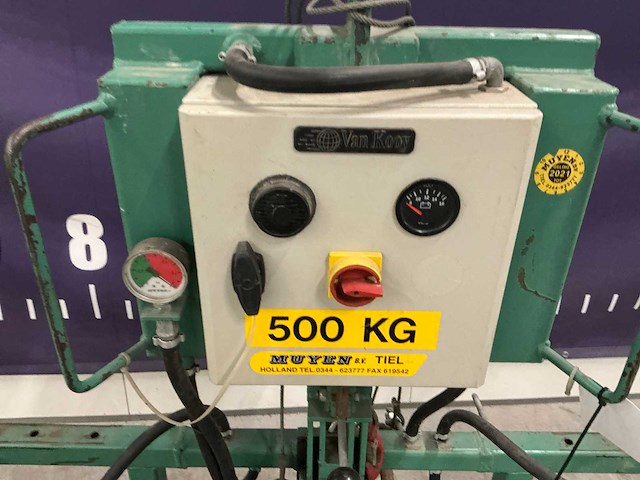 Van Kooy
8
MUYEN
2021
500 KG
MUYEN B.V. TIEL
HOLLAND TEL.0344 - 623777 FAX 619542